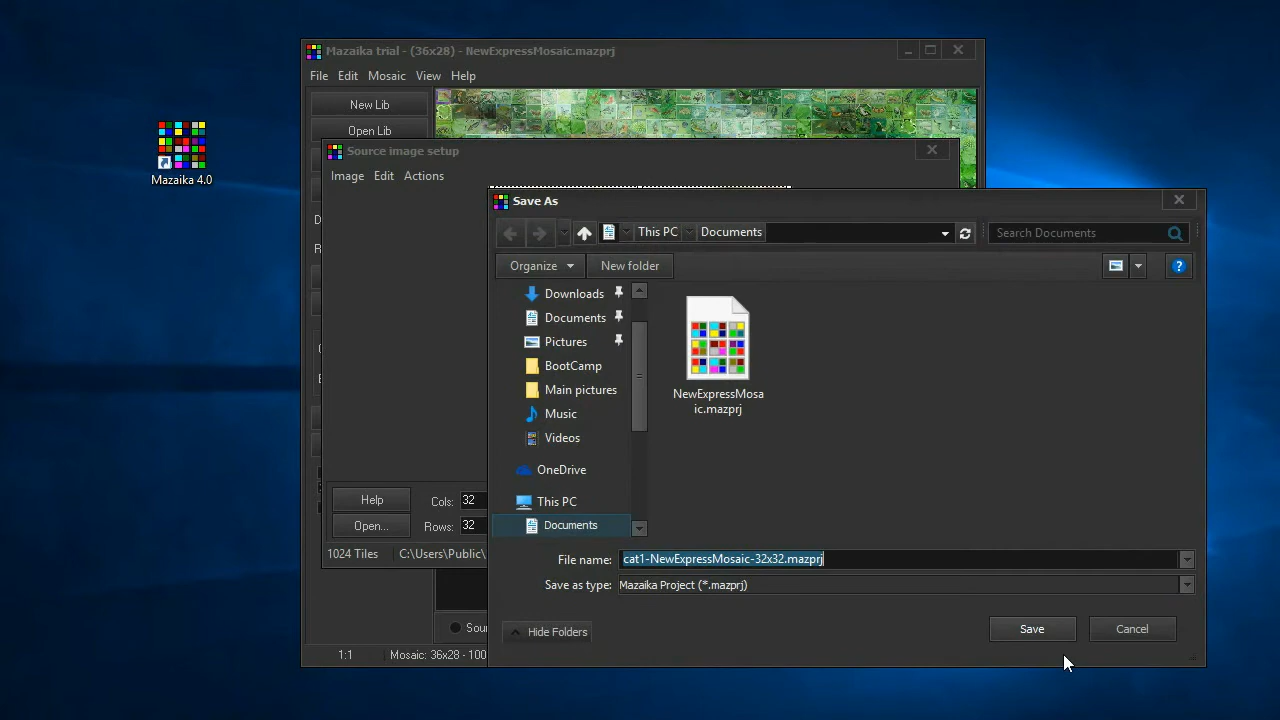 Mazaika 4.0
Mazaika trial - (36x28) - NewExpressMosaic.mazprj
File Edit Mosaic View Help
New Lib
Open Lib
Source image setup
Image Edit Actions
Help
Open...
Cols: 32
Rows: 32
1024 Tiles C:\Users\Public\
1:1 Mosaic: 36x28 - 100
Save As
This PC Documents
Search Documents
Organize New folder
Downloads
Documents
Pictures
BootCamp
Main pictures
Music
Videos
OneDrive
This PC
Documents
NewExpressMosa
ic.mazprj
File name: cat1-NewExpressMosaic-32x32.mazprj
Save as type: Mazaika Project (*.mazprj)
Hide Folders Save Cancel